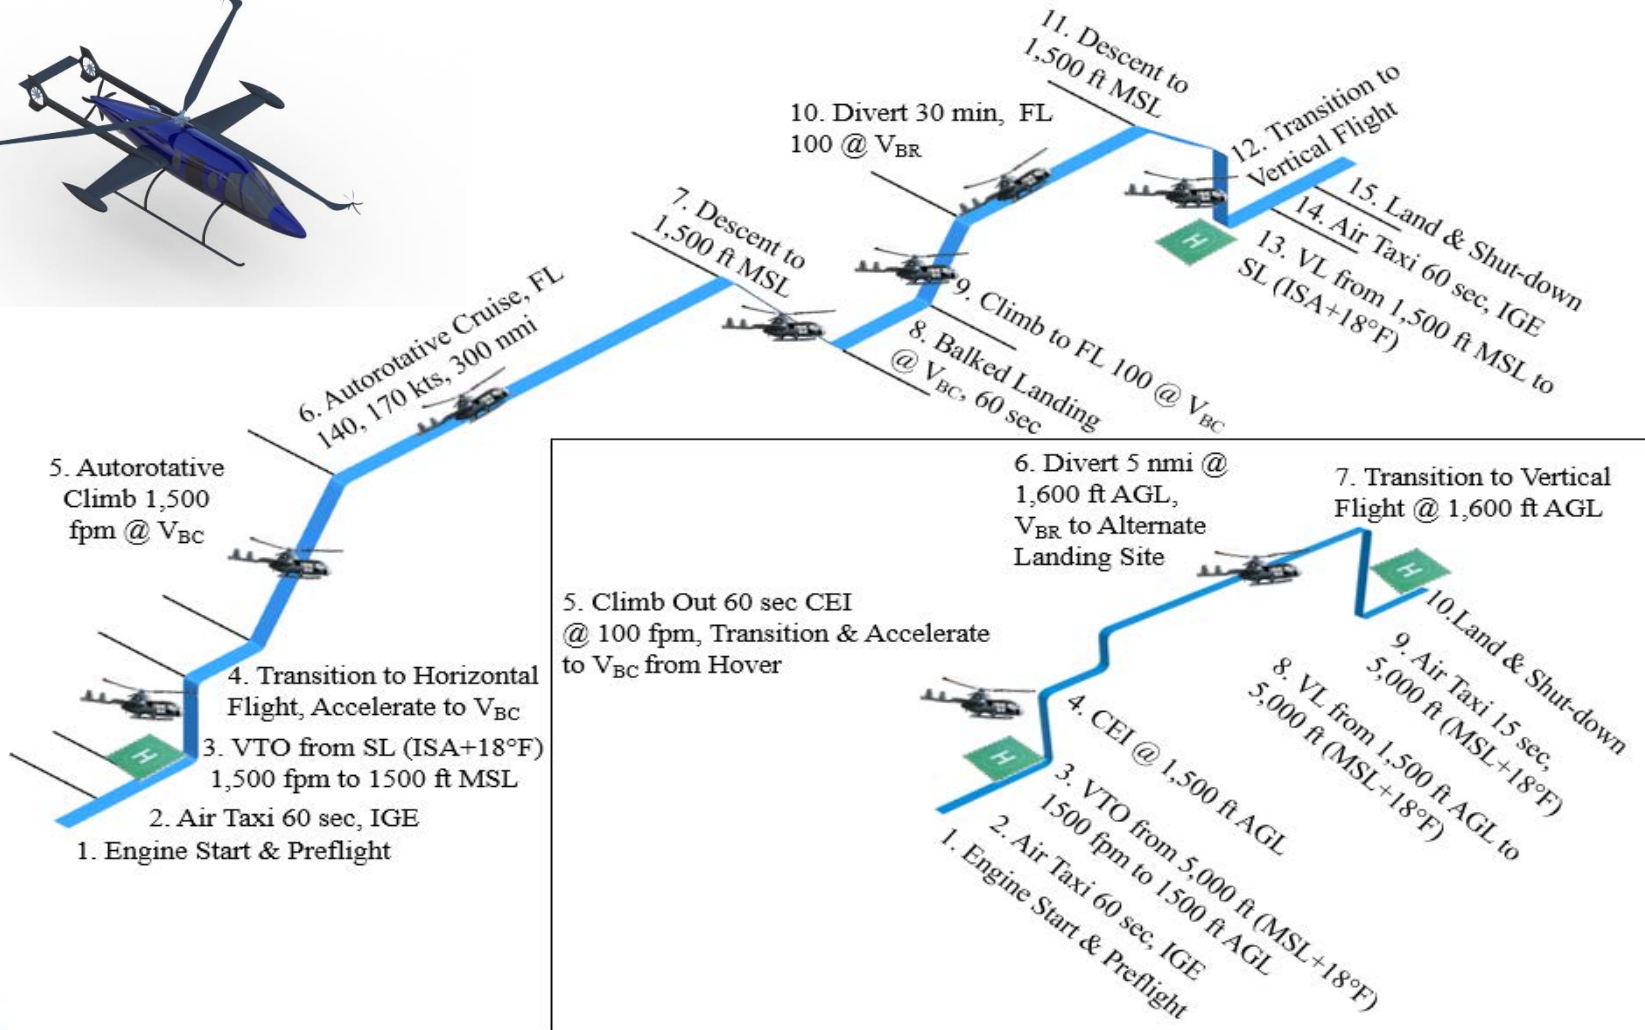 11. Descent to
1,500 ft MSL
10. Divert 30 min, FL
100 @ VBR
12. Transition to
Vertical Flight
15. Land & Shut-down
14. Air Taxi 60 sec, IGE
13. VL from 1,500 ft MSL to
SL (ISA+18°F)
7. Descent to
1,500 ft MSL
9. Climb to FL 100 @ VBC
8. Balked Landing
@ VBC, 60 sec
6. Autorotative Cruise, FL
140, 170 kts, 300 nmi
5. Autorotative
Climb 1,500
fpm @ VBC
4. Transition to Horizontal
Flight, Accelerate to VBC
H
3. VTO from SL (ISA+18°F)
1,500 fpm to 1500 ft MSL
2. Air Taxi 60 sec, IGE
1. Engine Start & Preflight
H
6. Divert 5 nmi @
1,600 ft AGL,
VBR to Alternate
Landing Site
7. Transition to Vertical
Flight @ 1,600 ft AGL
H
5. Climb Out 60 sec CEI
@ 100 fpm, Transition & Accelerate
to VBC from Hover
10.Land & Shut-down
9. Air Taxi 15 sec,
5,000 ft (MSL+18°F)
8. VL from 1,500 ft AGL to
5,000 ft (MSL+18°F)
4. CEI @ 1,500 ft AGL
H
3. VTO from 5,000 ft (MSL+18°F)
1500 fpm to 1500 ft AGL
2. Air Taxi 60 sec, IGE
1. Engine Start & Preflight